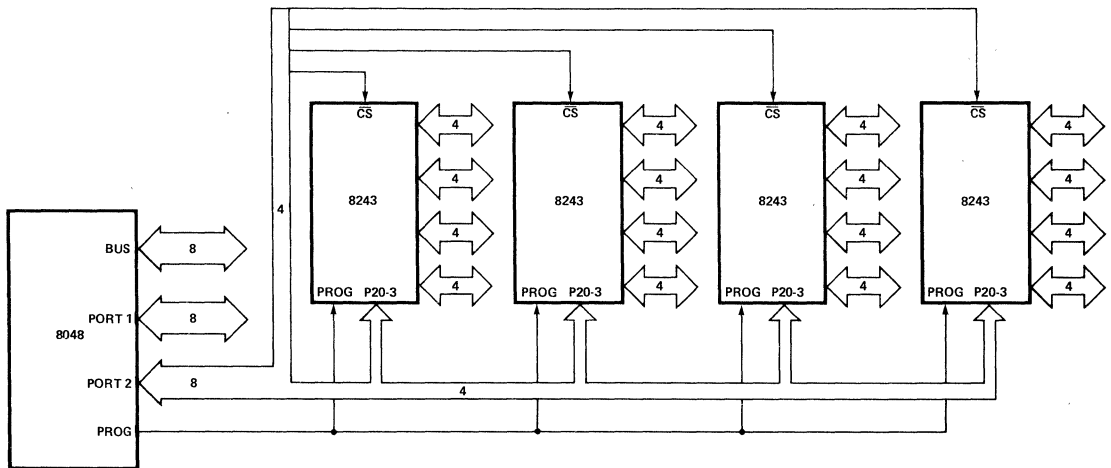 CS CS CS CS
4 4 4 4
4 4 4 4
8243 8243 8243 8243
4
4 4 4 4
BUS 8
4 4 4 4
PROG P20-3 PROG P20-3 PROG P20-3 PROG P20-3
PORT 1 8
8048
PORT 2 8
4
PROG